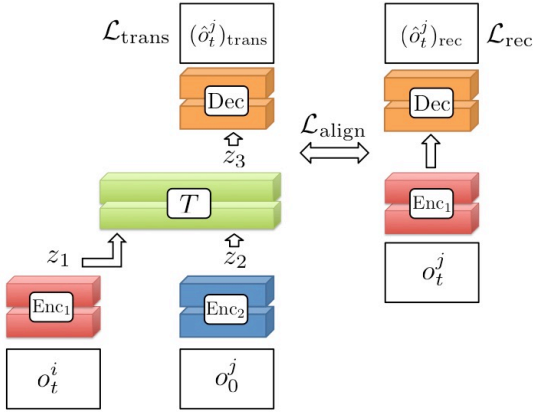 ℒ_trans (ô_t^j)_trans (ô_t^j)_rec ℒ_rec
Dec Dec
ℒ_align
z_3
T Enc_1
z_1 z_2
o_t^j
Enc_1 Enc_2
o_t^i o_0^j